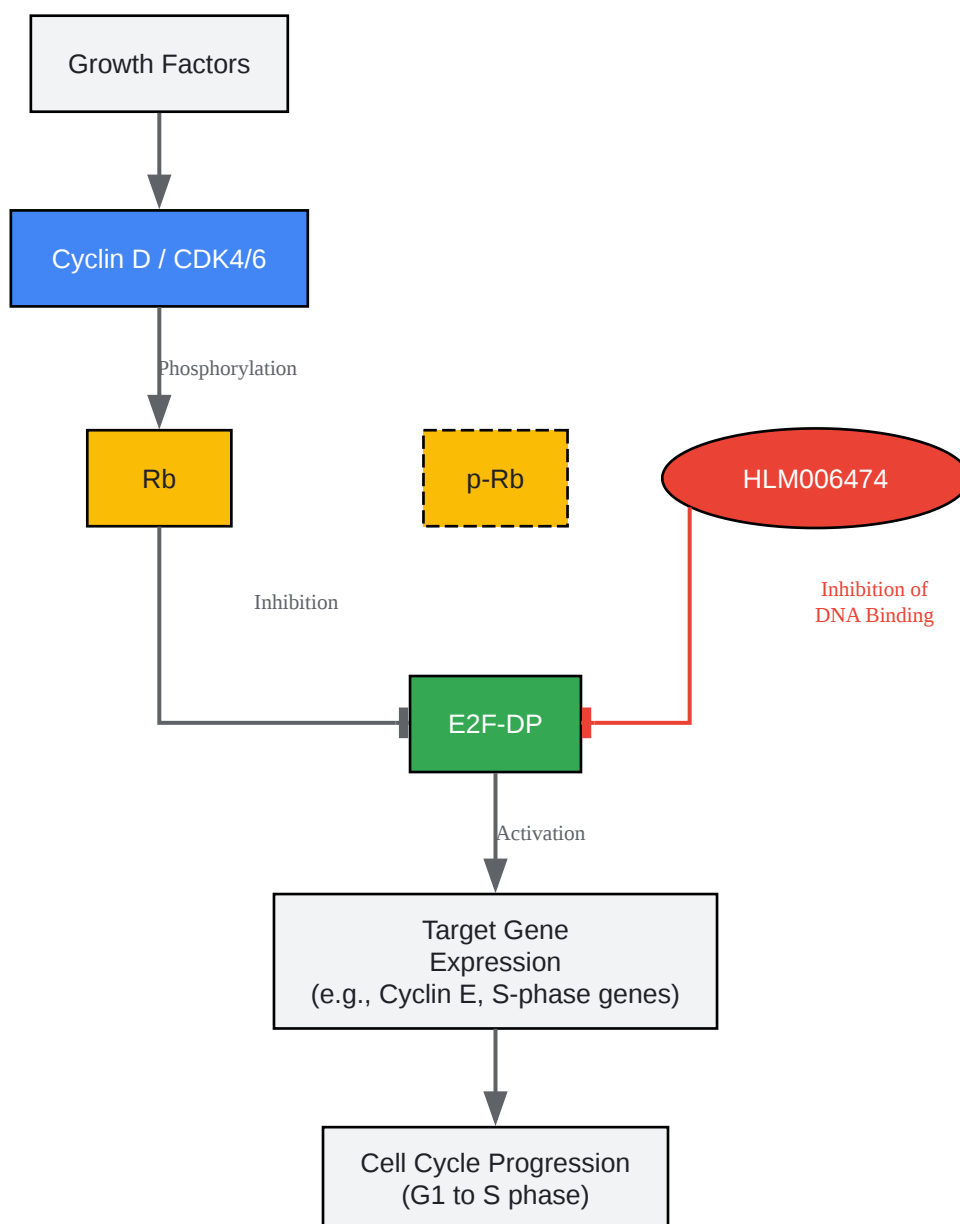 Growth Factors
Cyclin D / CDK4/6
Phosphorylation
Rb
p-Rb
HLM006474
Inhibition
Inhibition of
DNA Binding
E2F-DP
Activation
Target Gene
Expression
(e.g., Cyclin E, S-phase genes)
Cell Cycle Progression
(G1 to S phase)